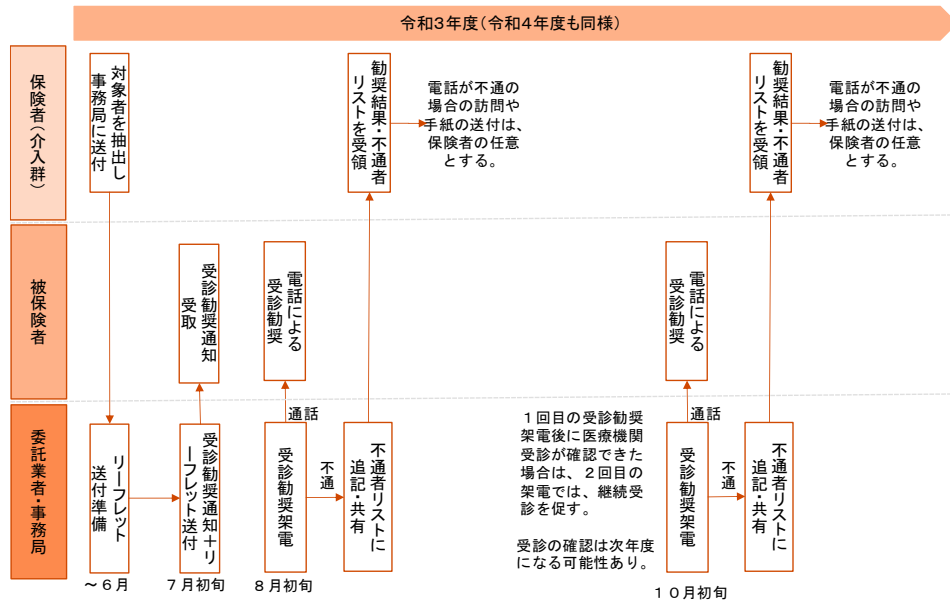 令和３年度（令和４年度も同様）
保険者（介入群）
対象者を抽出し
事務局に送付
勧奨結果・不通者
リストを受領
電話が不通の
場合の訪問や
手紙の送付は、
保険者の任意
とする。
勧奨結果・不通者
リストを受領
電話が不通の
場合の訪問や
手紙の送付は、
保険者の任意
とする。
被保険者
受診勧奨通知
受取
電話による
受診勧奨
電話による
受診勧奨
委託業者・事務
局
リーフレット
送付準備
受診勧奨通知＋リ
ーフレット送付
通話
受診勧奨架電
不通
不通者リストに
追記・共有
１回目の受診勧奨
架電後に医療機関
受診が確認できた
場合は、２回目の
架電では、継続受
診を促す。
受診の確認は次年度
になる可能性あり。
通話
受診勧奨架電
不通
不通者リストに
追記・共有
～６月
７月初旬
８月初旬
１０月初旬